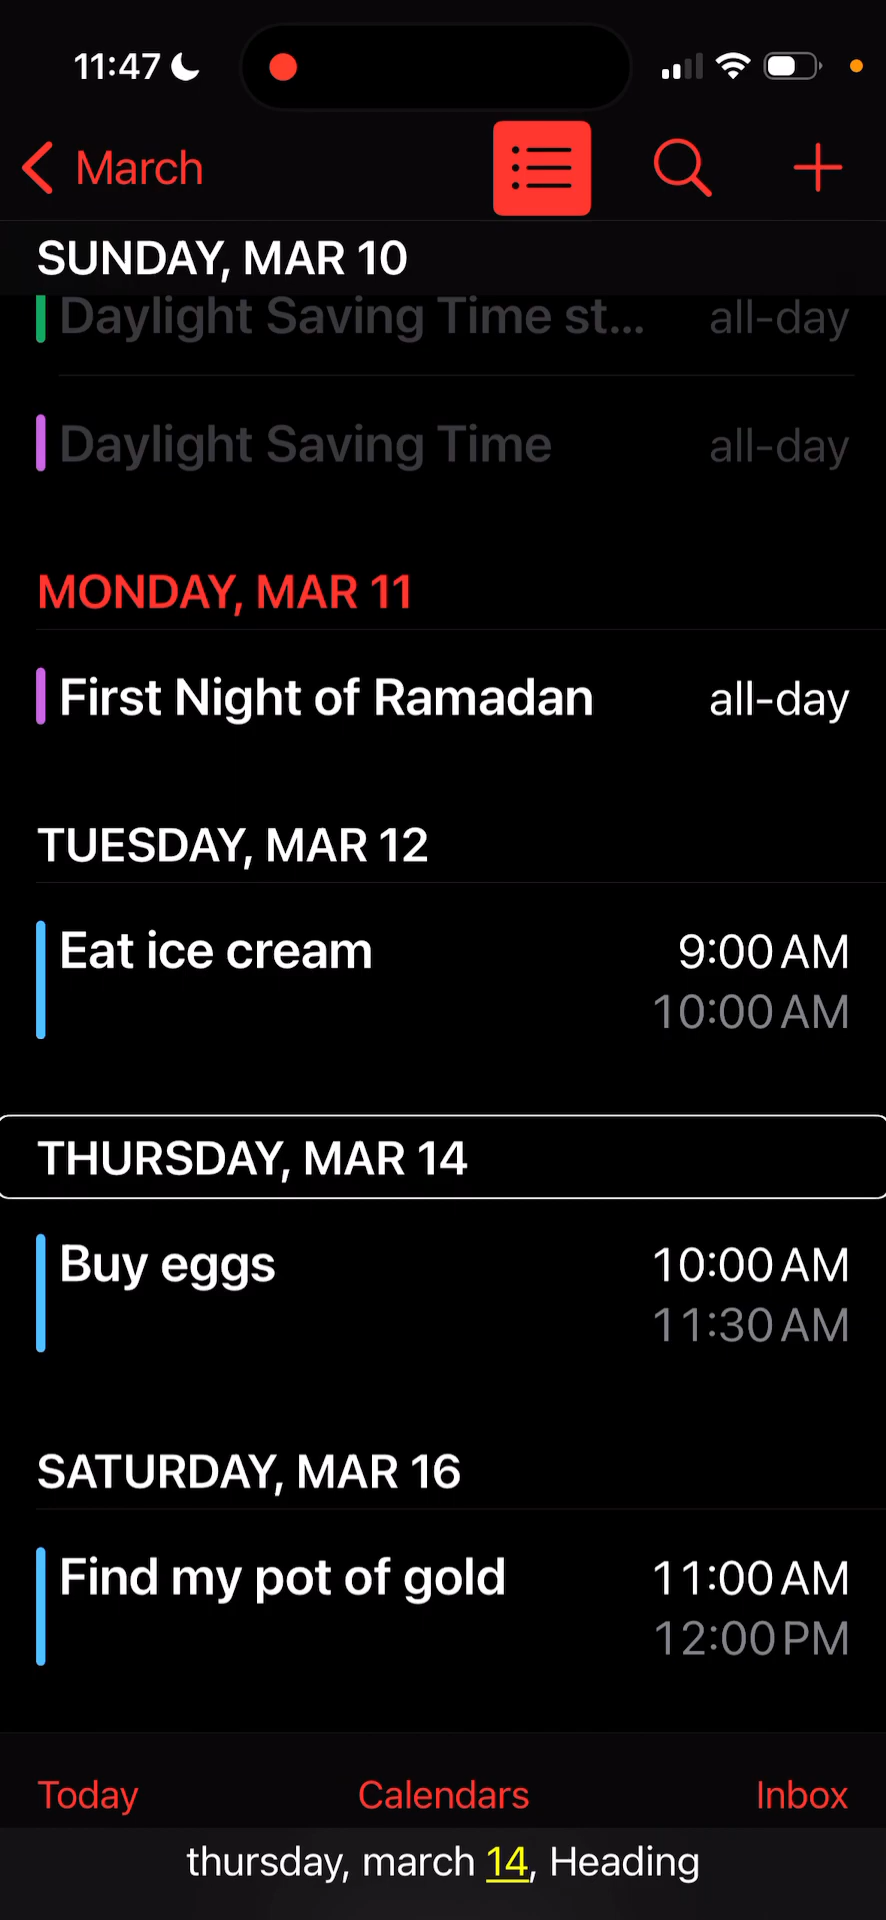 11:47
March
SUNDAY, MAR 10
Daylight Saving Time st... all-day
Daylight Saving Time all-day
MONDAY, MAR 11
First Night of Ramadan all-day
TUESDAY, MAR 12
Eat ice cream 9:00 AM
10:00 AM
THURSDAY, MAR 14
Buy eggs 10:00 AM
11:30 AM
SATURDAY, MAR 16
Find my pot of gold 11:00 AM
12:00 PM
Today Calendars Inbox
thursday, march 14, Heading